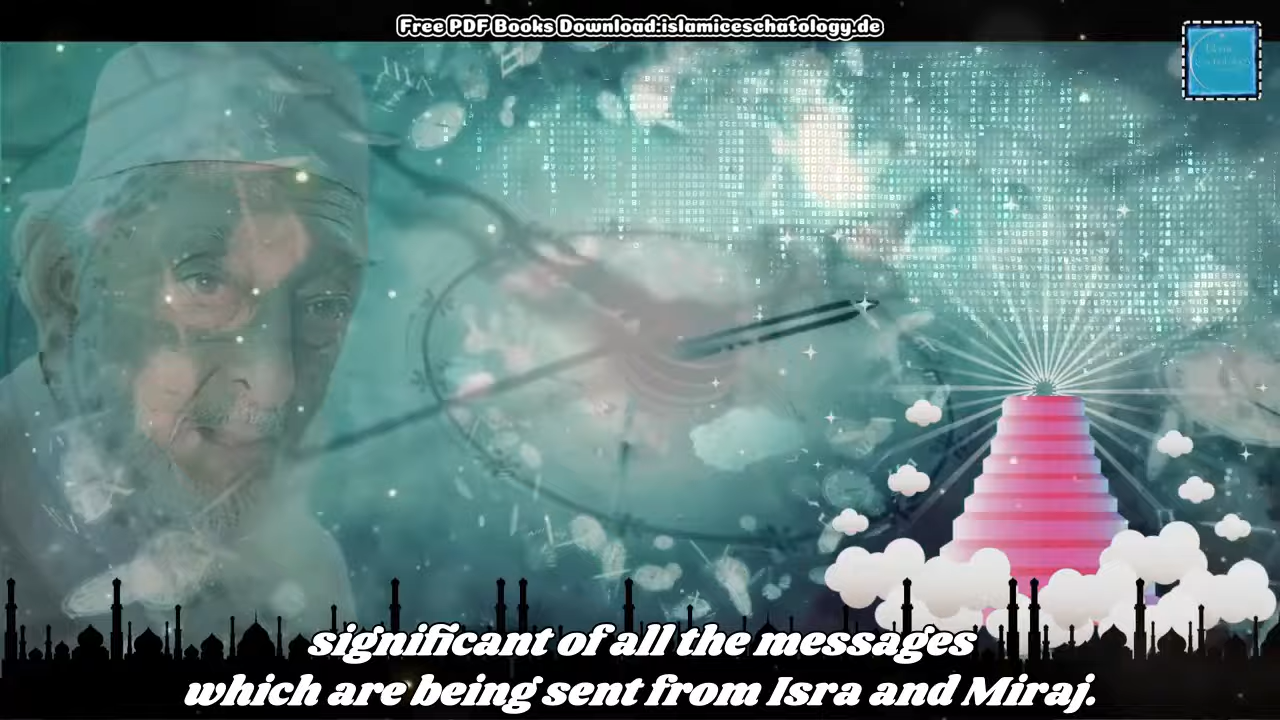 Free PDF Books Download:islamiceschatology.de
significant of all the messages
which are being sent from Isra and Miraj.